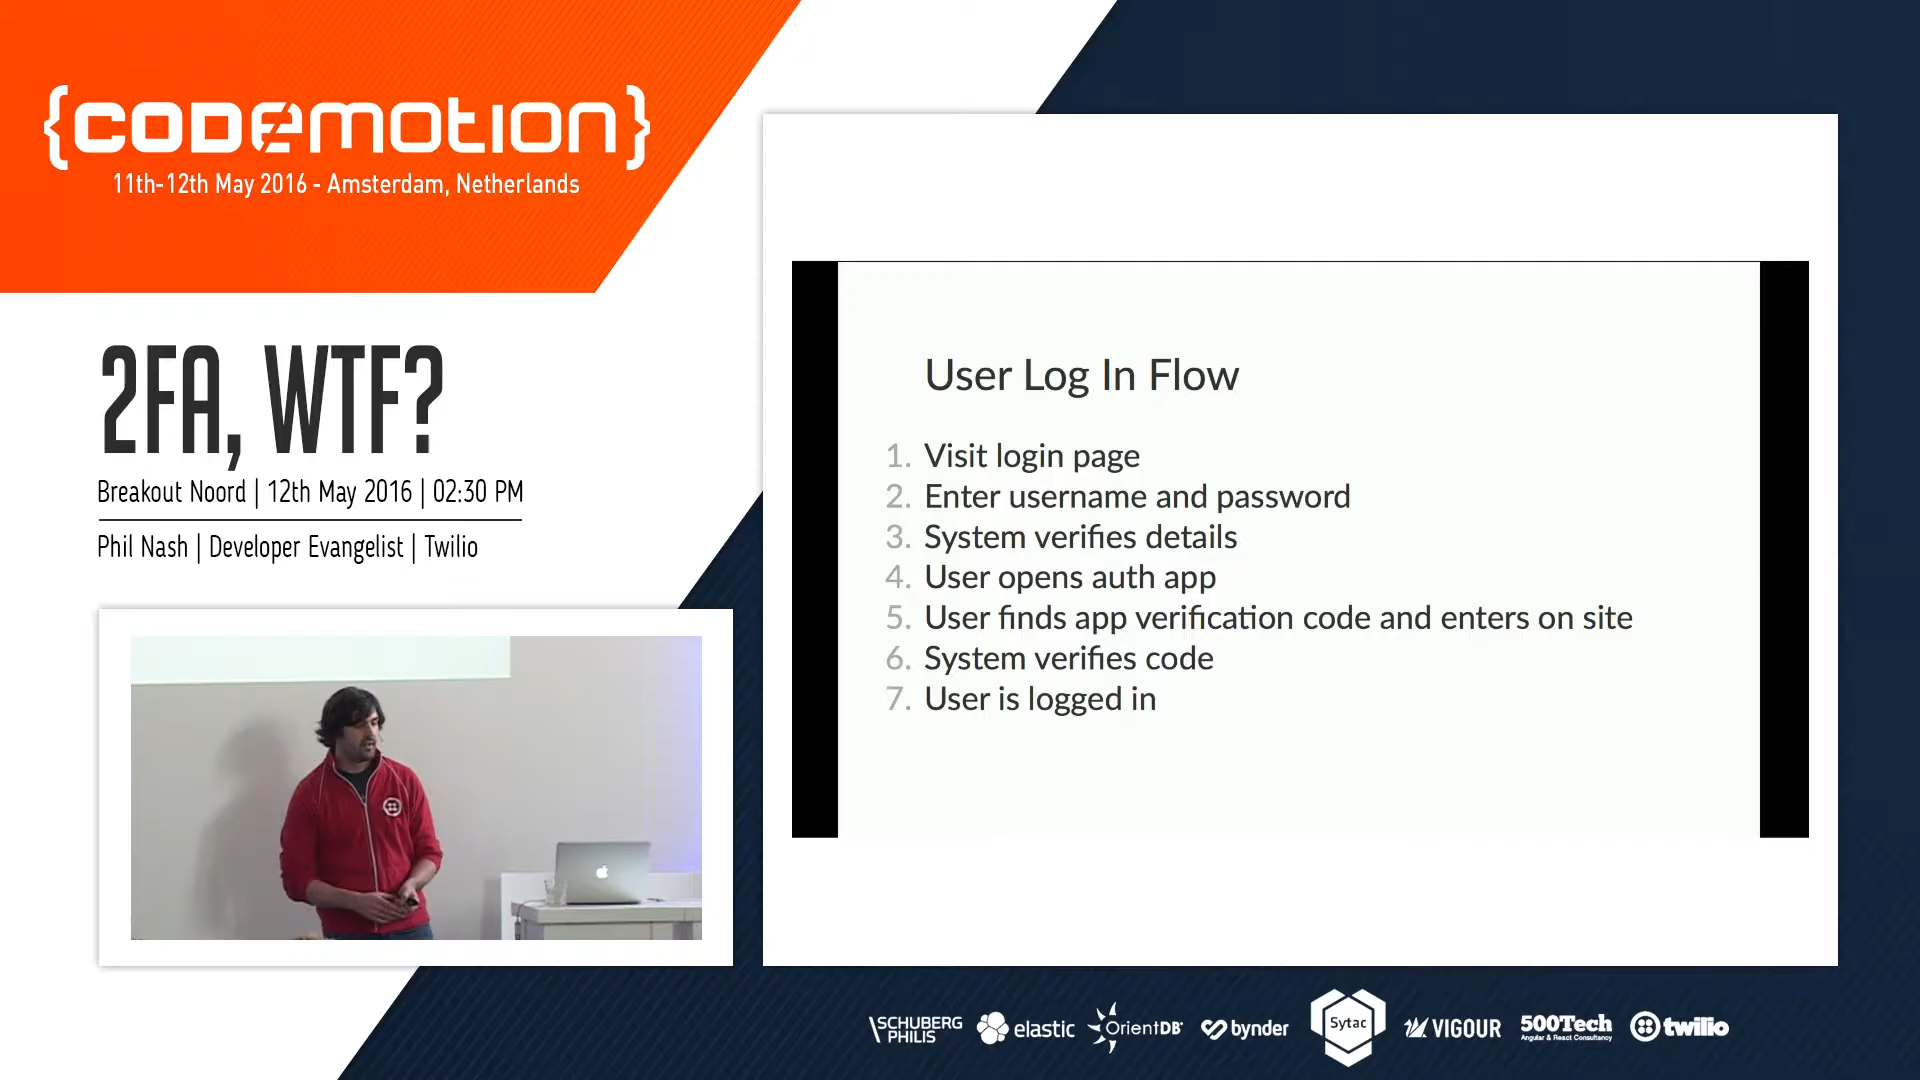 {codemotion}
11th-12th May 2016 - Amsterdam, Netherlands
2FA, WTF?
Breakout Noord | 12th May 2016 | 02:30 PM
Phil Nash | Developer Evangelist | Twilio
User Log In Flow
1. Visit login page
2. Enter username and password
3. System verifies details
4. User opens auth app
5. User finds app verification code and enters on site
6. System verifies code
7. User is logged in
SCHUBERG
PHILIS
elastic
OrientDB
bynder
Sytac
VIGOUR
500Tech
Angular & React Consultancy
twilio